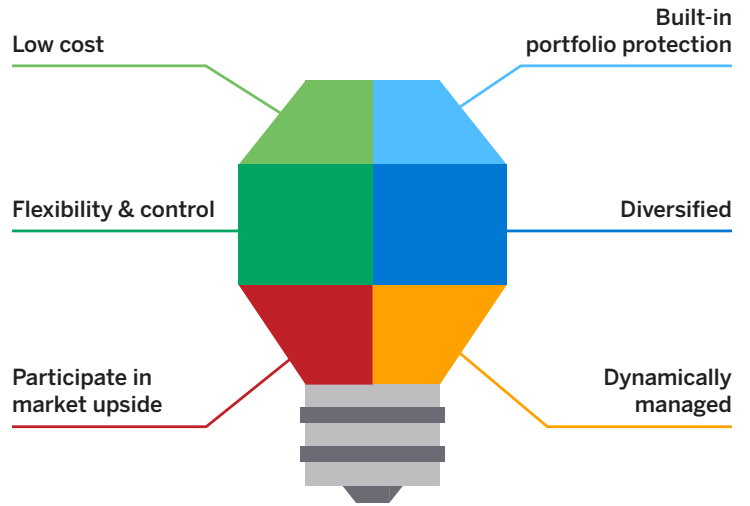 Low cost
Built-in
portfolio protection
Flexibility & control
Diversified
Participate in
market upside
Dynamically
managed